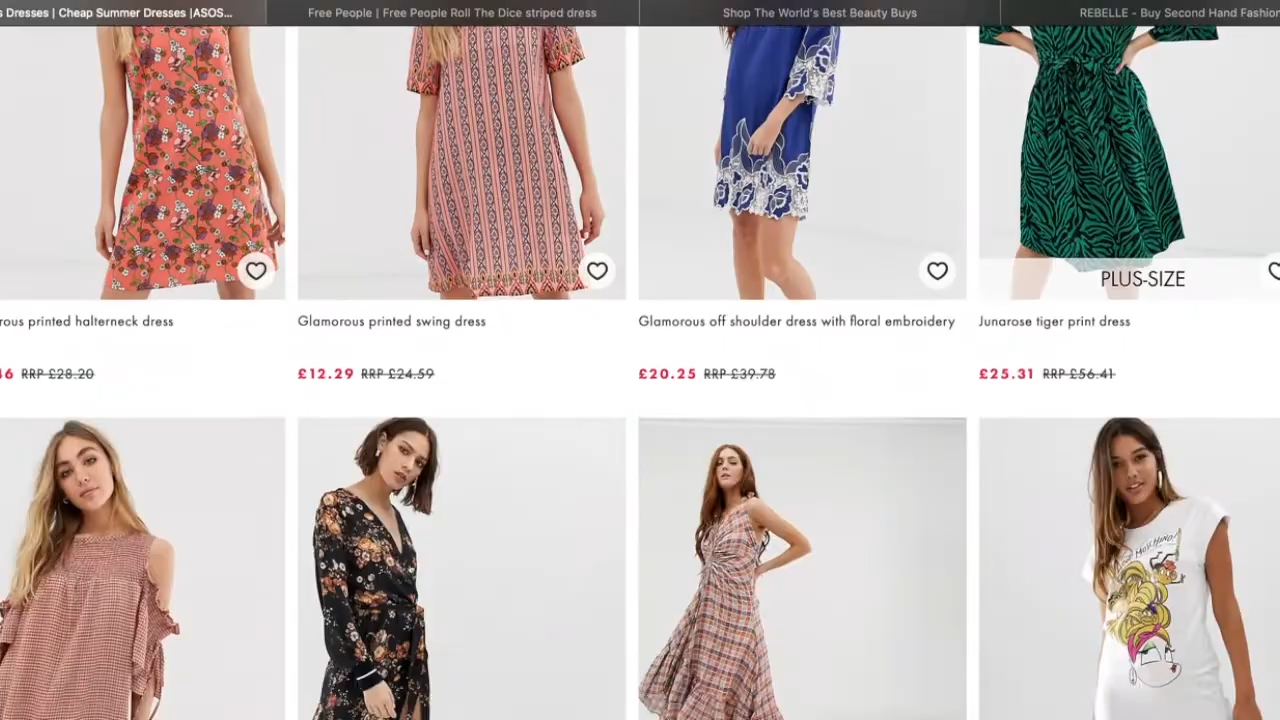 s Dresses | Cheap Summer Dresses |ASOS...
Free People | Free People Roll The Dice striped dress
Shop The World's Best Beauty Buys
REBELLE - Buy Second Hand Fashion
PLUS-SIZE
rous printed halterneck dress
Glamorous printed swing dress
Glamorous off shoulder dress with floral embroidery
Junarose tiger print dress
46 RRP £28.20
£12.29 RRP £24.59
£20.25 RRP £39.78
£25.31 RRP £56.41
MOSCHINO